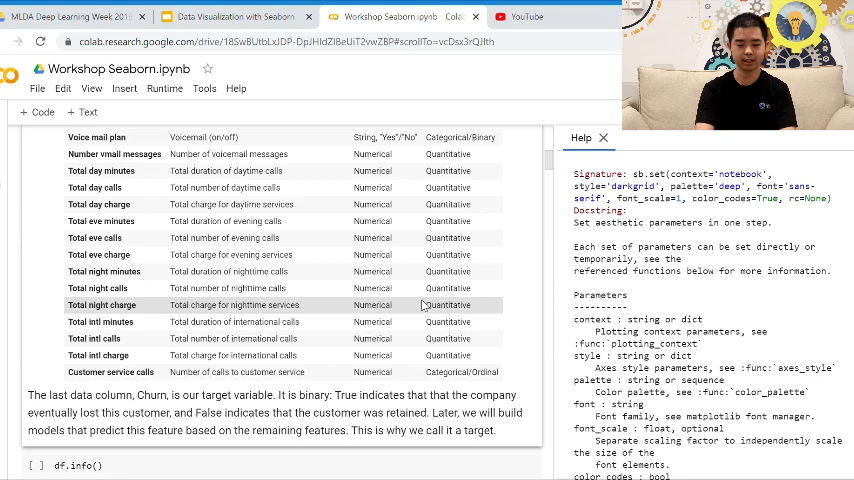 MLDA Deep Learning Week 2019
Data Visualization with Seaborn
Workshop Seaborn.ipynb - Colab
YouTube
colab.research.google.com/drive/
Workshop Seaborn.ipynb
File Edit View Insert Runtime Tools Help
+ Code + Text
Voice mail plan Voicemail (on/off) String, "Yes"/"No" Categorical/Binary
Number vmail messages Number of voicemail messages Numerical Quantitative
Total day minutes Total duration of daytime calls Numerical Quantitative
Total day calls Total number of daytime calls Numerical Quantitative
Total day charge Total charge for daytime services Numerical Quantitative
Total eve minutes Total duration of evening calls Numerical Quantitative
Total eve calls Total number of evening calls Numerical Quantitative
Total eve charge Total charge for evening services Numerical Quantitative
Total night minutes Total duration of nighttime calls Numerical Quantitative
Total night calls Total number of nighttime calls Numerical Quantitative
Total night charge Total charge for nighttime services Numerical Quantitative
Total intl minutes Total duration of international calls Numerical Quantitative
Total intl calls Total number of international calls Numerical Quantitative
Total intl charge Total charge for international calls Numerical Quantitative
Customer service calls Number of calls to customer service Numerical Categorical/Ordinal
The last data column, Churn, is our target variable. It is binary: True indicates that that the company
eventually lost this customer, and False indicates that the customer was retained. Later, we will build
models that predict this feature based on the remaining features. This is why we call it a target.
[ ] df.info()
Help
Signature: sb.set(context='notebook',
style='darkgrid', palette='deep', font='sans-
serif', font_scale=1, color_codes=True, rc=None)
Docstring:
Set aesthetic parameters in one step.
Each set of parameters can be set directly or
temporarily, see the
referenced functions below for more information.
Parameters
----------
context : string or dict
Plotting context parameters, see
:func:`plotting_context`
style : string or dict
Axes style parameters, see :func:`axes_style`
palette : string or sequence
Color palette, see :func:`color_palette`
font : string
Font family, see matplotlib font manager.
font_scale : float, optional
Separate scaling factor to independently scale
the size of the
font elements.
color_codes : bool